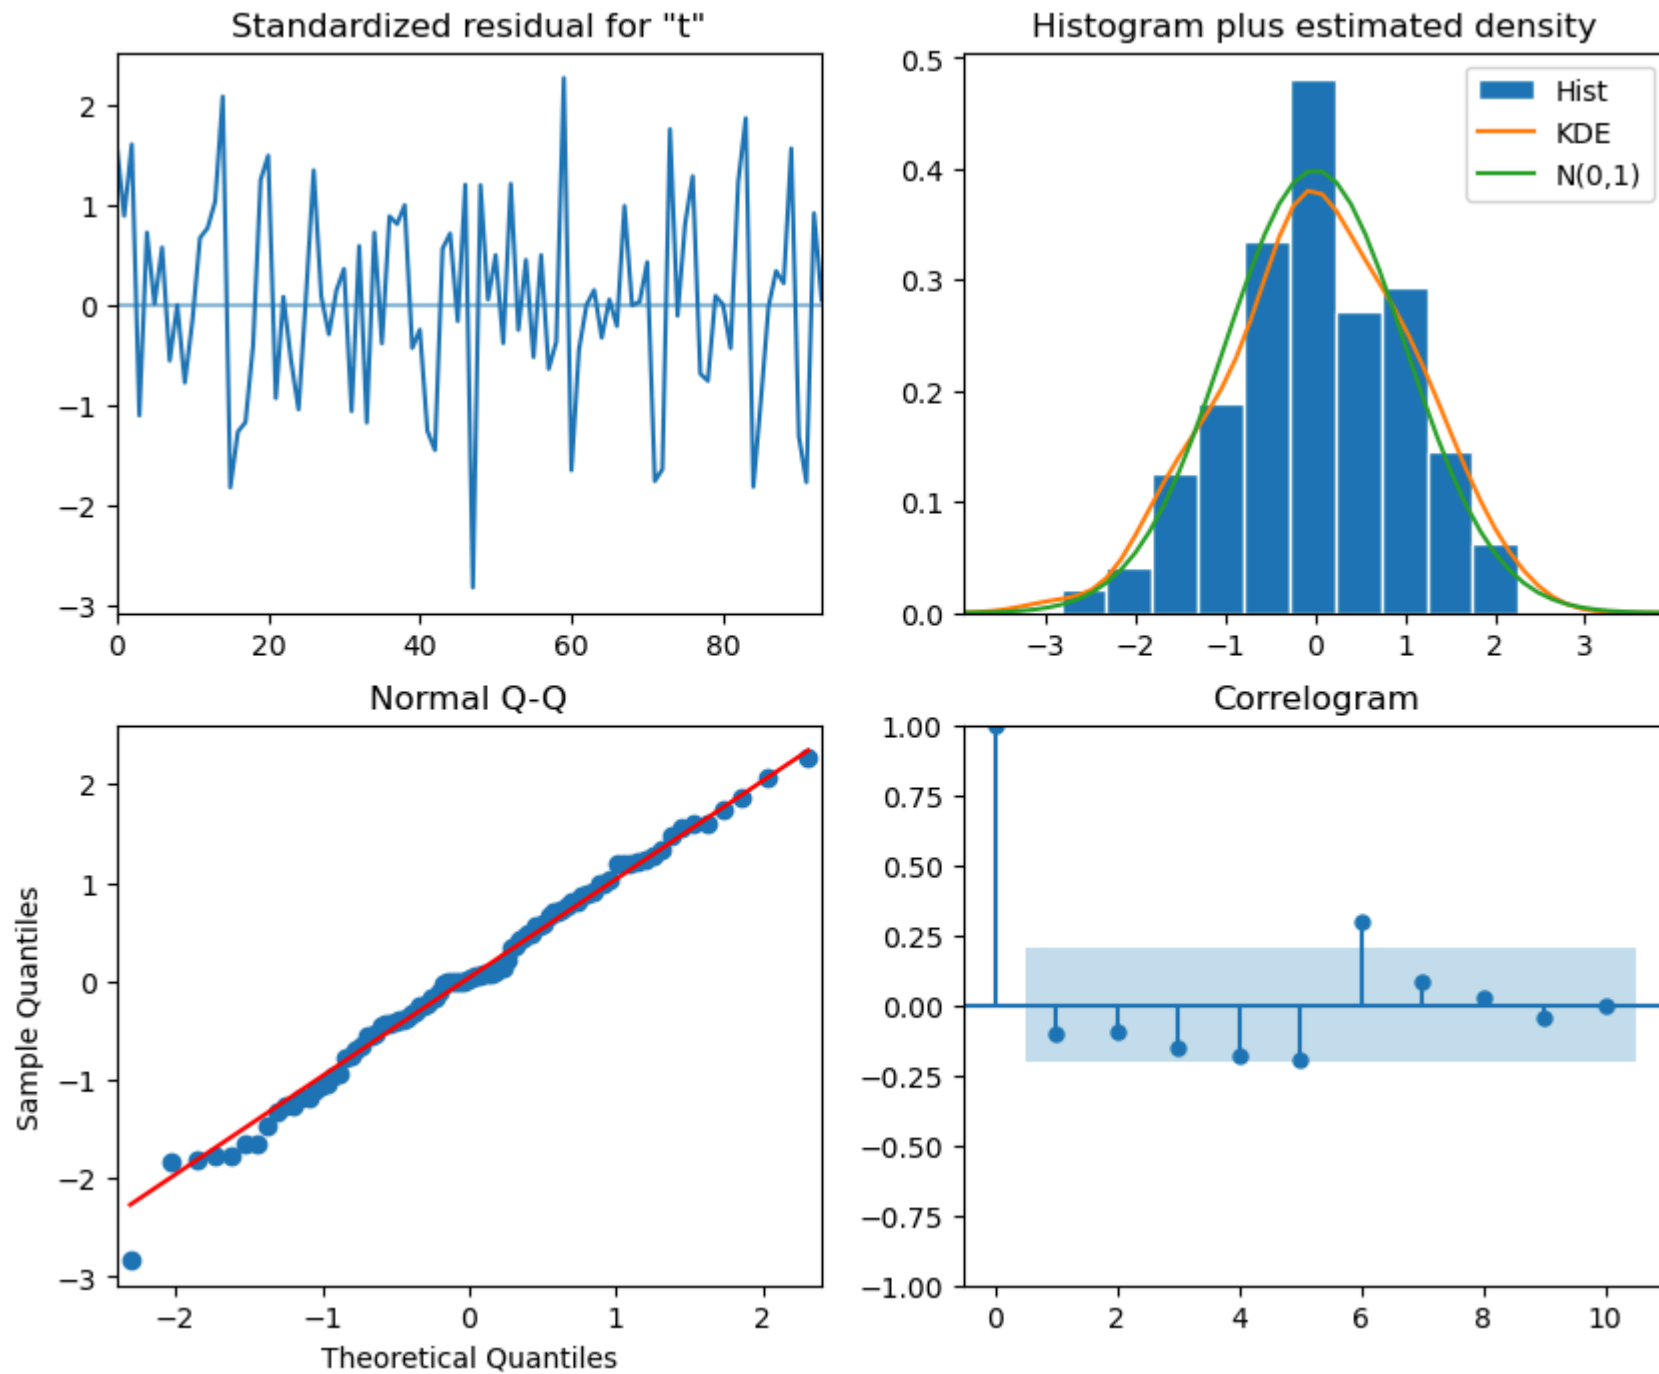 Standardized residual for "t"
2
1
0
−1
−2
−3
0 20 40 60 80
Histogram plus estimated density
0.5
0.4
0.3
0.2
0.1
0.0
−3 −2 −1 0 1 2 3
Hist
KDE
N(0,1)
Normal Q-Q
Sample Quantiles
2
1
0
−1
−2
−3
−2 −1 0 1 2
Theoretical Quantiles
Correlogram
1.00
0.75
0.50
0.25
0.00
−0.25
−0.50
−0.75
−1.00
0 2 4 6 8 10